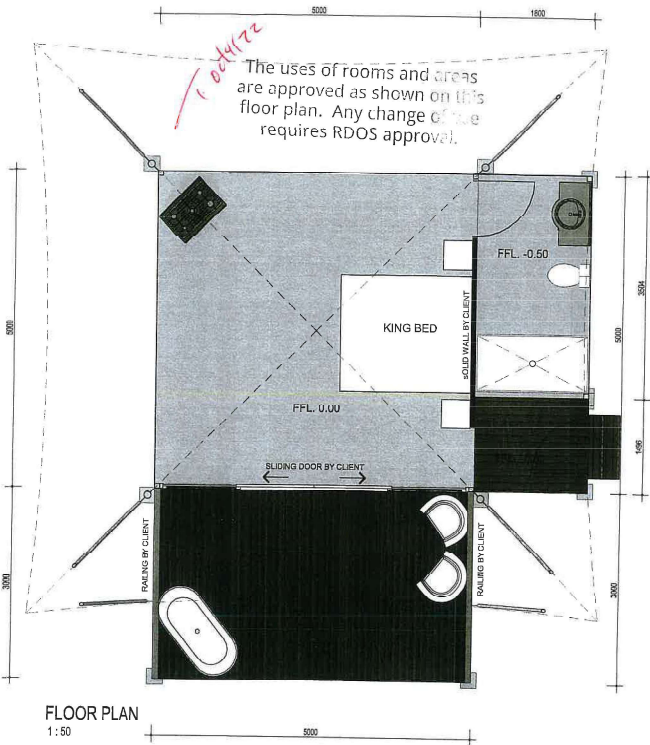 5000
1800
The uses of rooms and areas
are approved as shown on this
floor plan. Any change of use
requires RDOS approval.
FFL. -0.50
3504
5000
5000
KING BED
SOLID WALL BY CLIENT
FFL. 0.00
1496
SLIDING DOOR BY CLIENT
RAILING BY CLIENT
RAILING BY CLIENT
3000
3000
FLOOR PLAN
1:50
5000